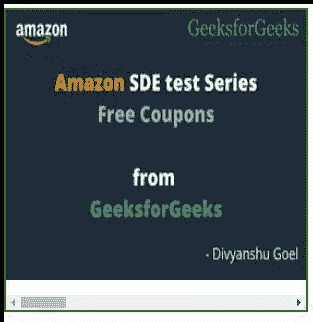 amazon
GeeksforGeeks
Amazon SDE test Series
Free Coupons
from
GeeksforGeeks
- Divyanshu Goel